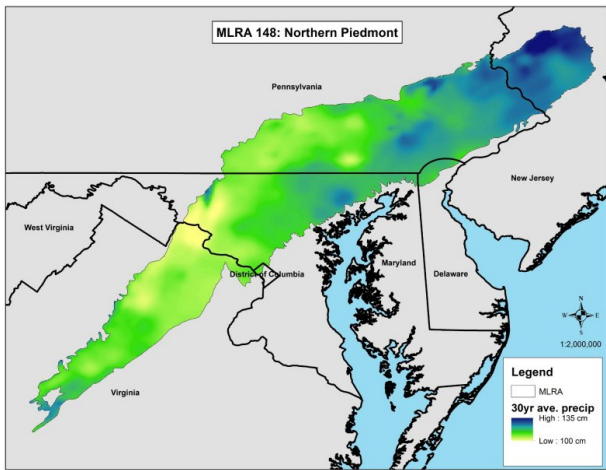 MLRA 148: Northern Piedmont
Pennsylvania
New Jersey
West Virginia
District of Columbia
Maryland
Delaware
Virginia
N
W E
S
1:2,000,000
Legend
MLRA
30yr ave. precip
High : 135 cm
Low : 100 cm